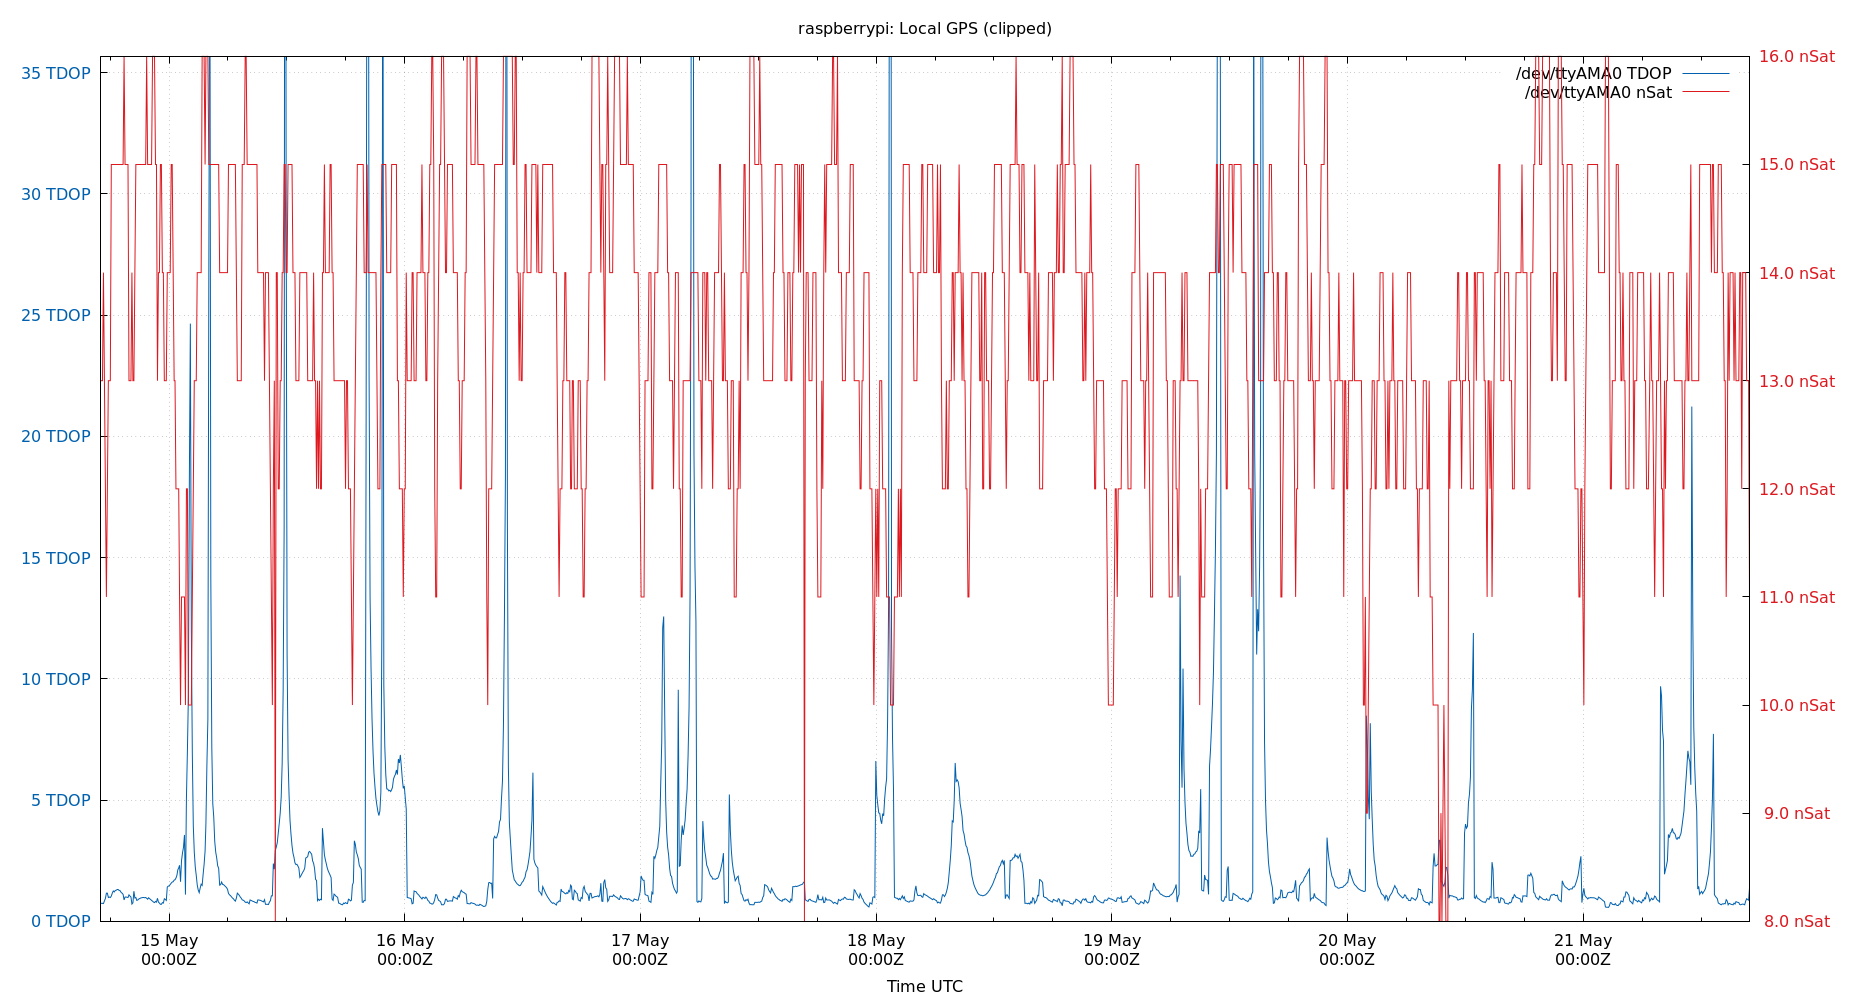 raspberrypi: Local GPS (clipped)
35 TDOP
30 TDOP
25 TDOP
20 TDOP
15 TDOP
10 TDOP
5 TDOP
0 TDOP
16.0 nSat
15.0 nSat
14.0 nSat
13.0 nSat
12.0 nSat
11.0 nSat
10.0 nSat
9.0 nSat
8.0 nSat
/dev/ttyAMA0 TDOP
/dev/ttyAMA0 nSat
15 May
00:00Z
16 May
00:00Z
17 May
00:00Z
18 May
00:00Z
19 May
00:00Z
20 May
00:00Z
21 May
00:00Z
Time UTC